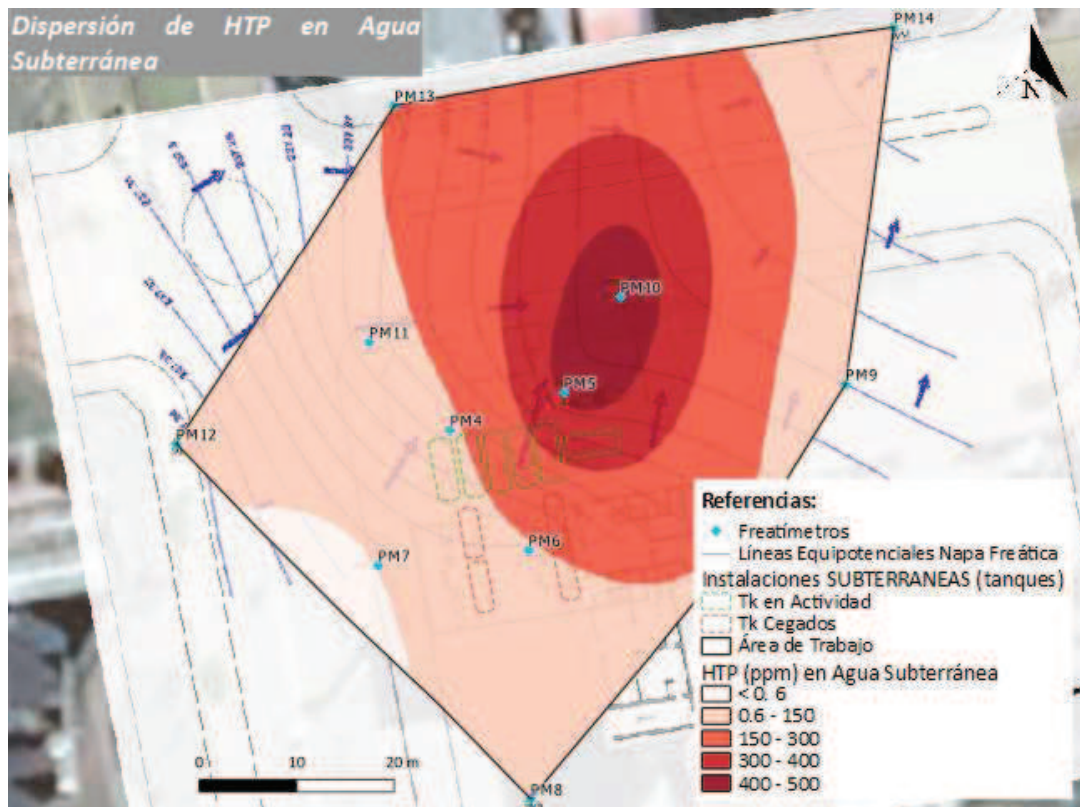 Dispersión de HTP en Agua
Subterránea
PM14
N
PM13
PM10
PM11
PM5
PM9
PM4
PM12
PM6
PM7
PM8
0
10
20 m
Referencias:
Freatímetros
Líneas Equipotenciales Napa Freática
Instalaciones SUBTERRANEAS (tanques)
Tk en Actividad
Tk Cegados
Área de Trabajo
HTP (ppm) en Agua Subterránea
< 0. 6
0.6 - 150
150 - 300
300 - 400
400 - 500